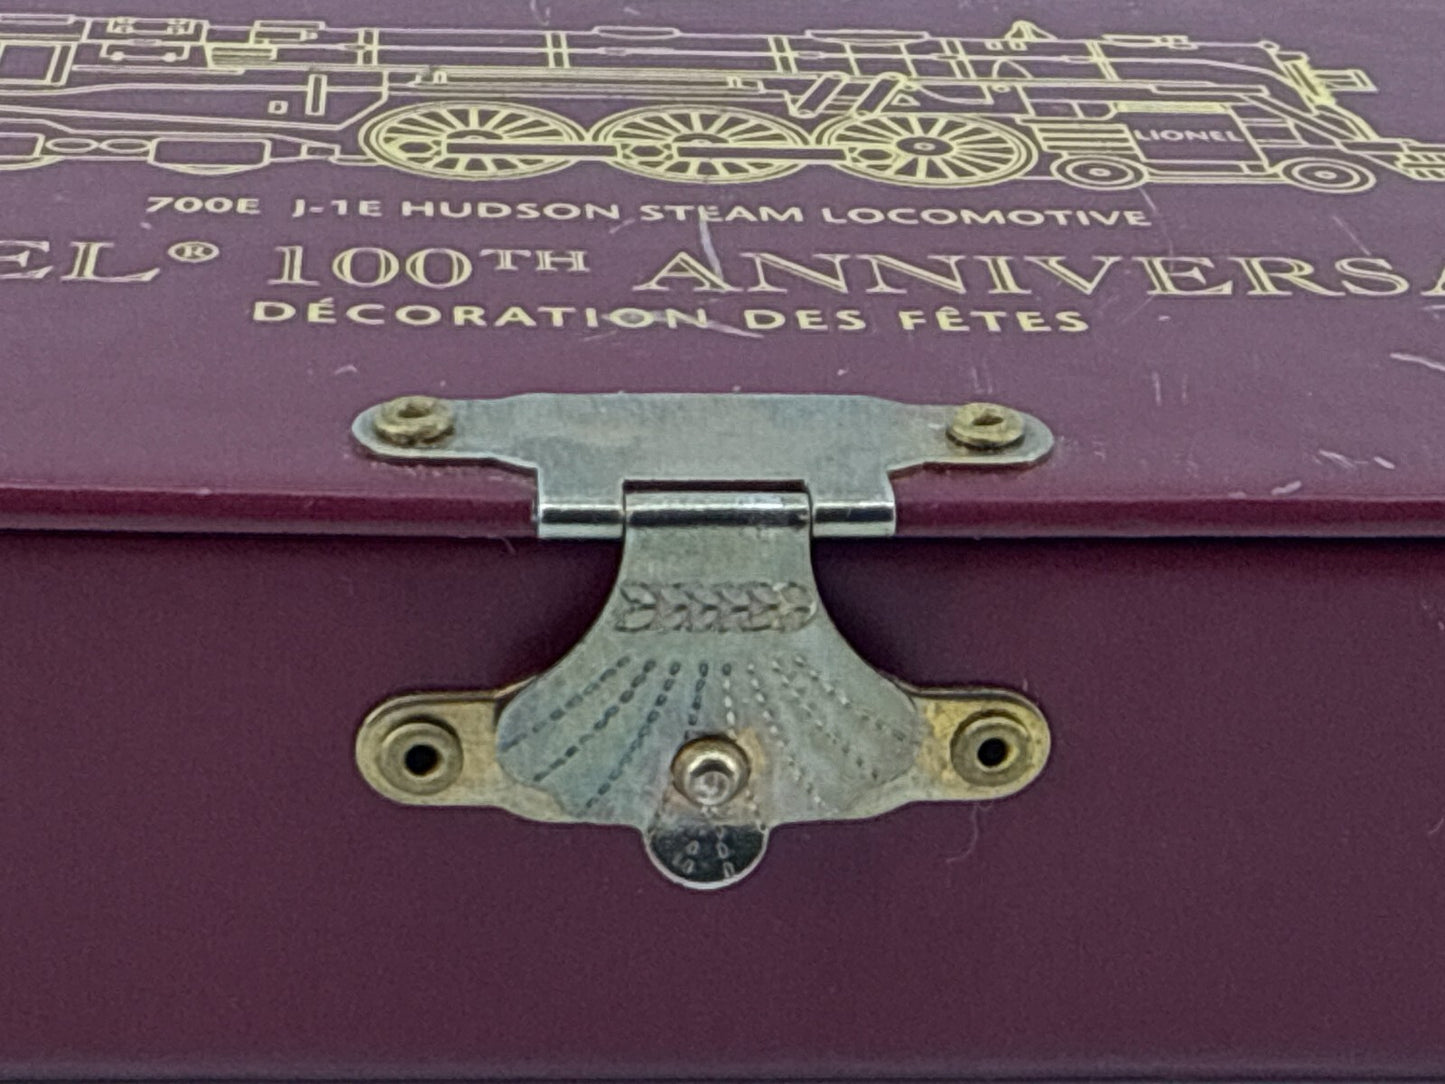 LIONEL
700E J-1E HUDSON STEAM LOCOMOTIVE
EL® 100TH ANNIVERSA
DÉCORATION DES FÊTES